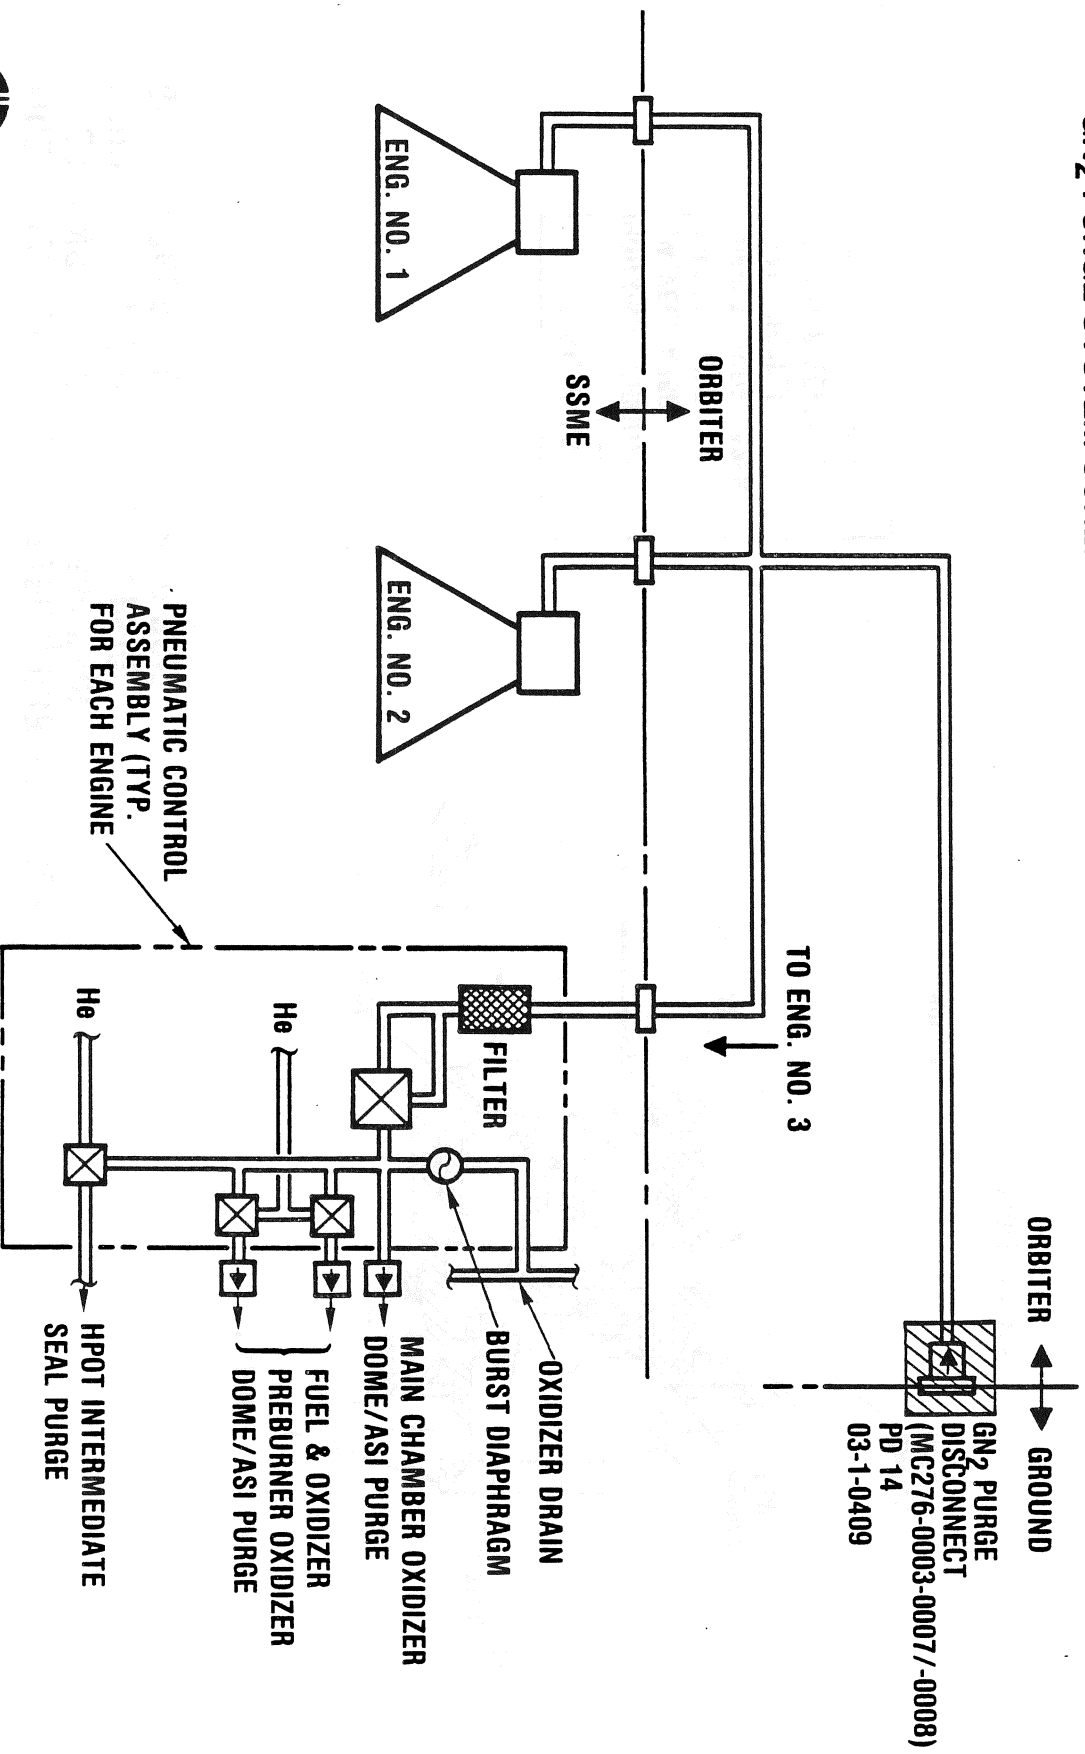 ORBITER
GROUND
GN2 PURGE
DISCONNECT
(MC276-0003-0007/-0008)
PD 14
03-1-0409
TO ENG. NO. 3
ORBITER
SSME
ENG. NO. 1
ENG. NO. 2
FILTER
OXIDIZER DRAIN
BURST DIAPHRAGM
MAIN CHAMBER OXIDIZER
DOME/ASI PURGE
FUEL & OXIDIZER
PREBURNER OXIDIZER
DOME/ASI PURGE
He
He
HPOT INTERMEDIATE
SEAL PURGE
PNEUMATIC CONTROL
ASSEMBLY (TYP.
FOR EACH ENGINE